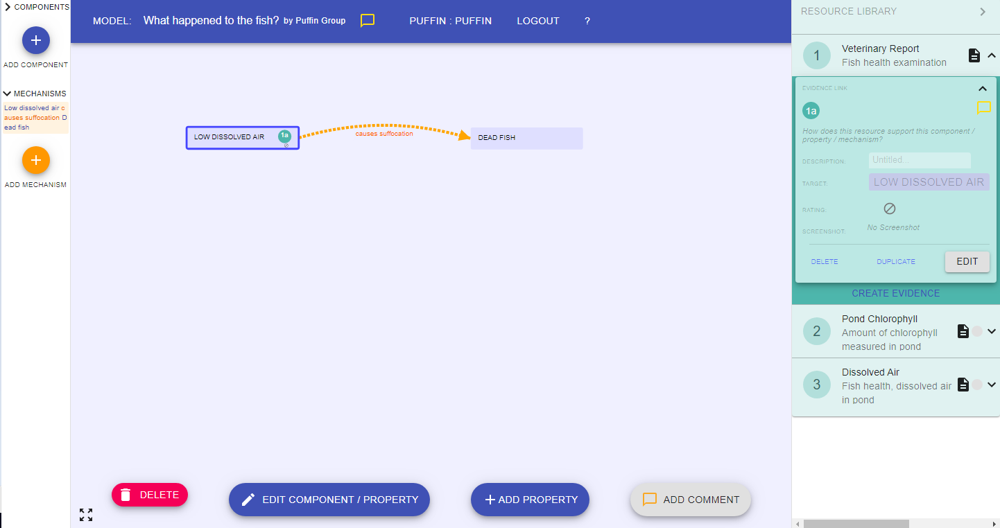 COMPONENTS
ADD COMPONENT
MECHANISMS
Low dissolved air c
auses suffocation D
ead fish
ADD MECHANISM
MODEL: What happened to the fish? by Puffin Group PUFFIN : PUFFIN LOGOUT ?
LOW DISSOLVED AIR 1a
causes suffocation
DEAD FISH
DELETE
EDIT COMPONENT / PROPERTY
ADD PROPERTY
ADD COMMENT
RESOURCE LIBRARY
1
Veterinary Report
Fish health examination
EVIDENCE LINK
1a
How does this resource support this component /
property / mechanism?
DESCRIPTION: Untitled...
TARGET: LOW DISSOLVED AIR
RATING:
SCREENSHOT: No Screenshot
DELETE DUPLICATE EDIT
CREATE EVIDENCE
2
Pond Chlorophyll
Amount of chlorophyll
measured in pond
3
Dissolved Air
Fish health, dissolved air
in pond